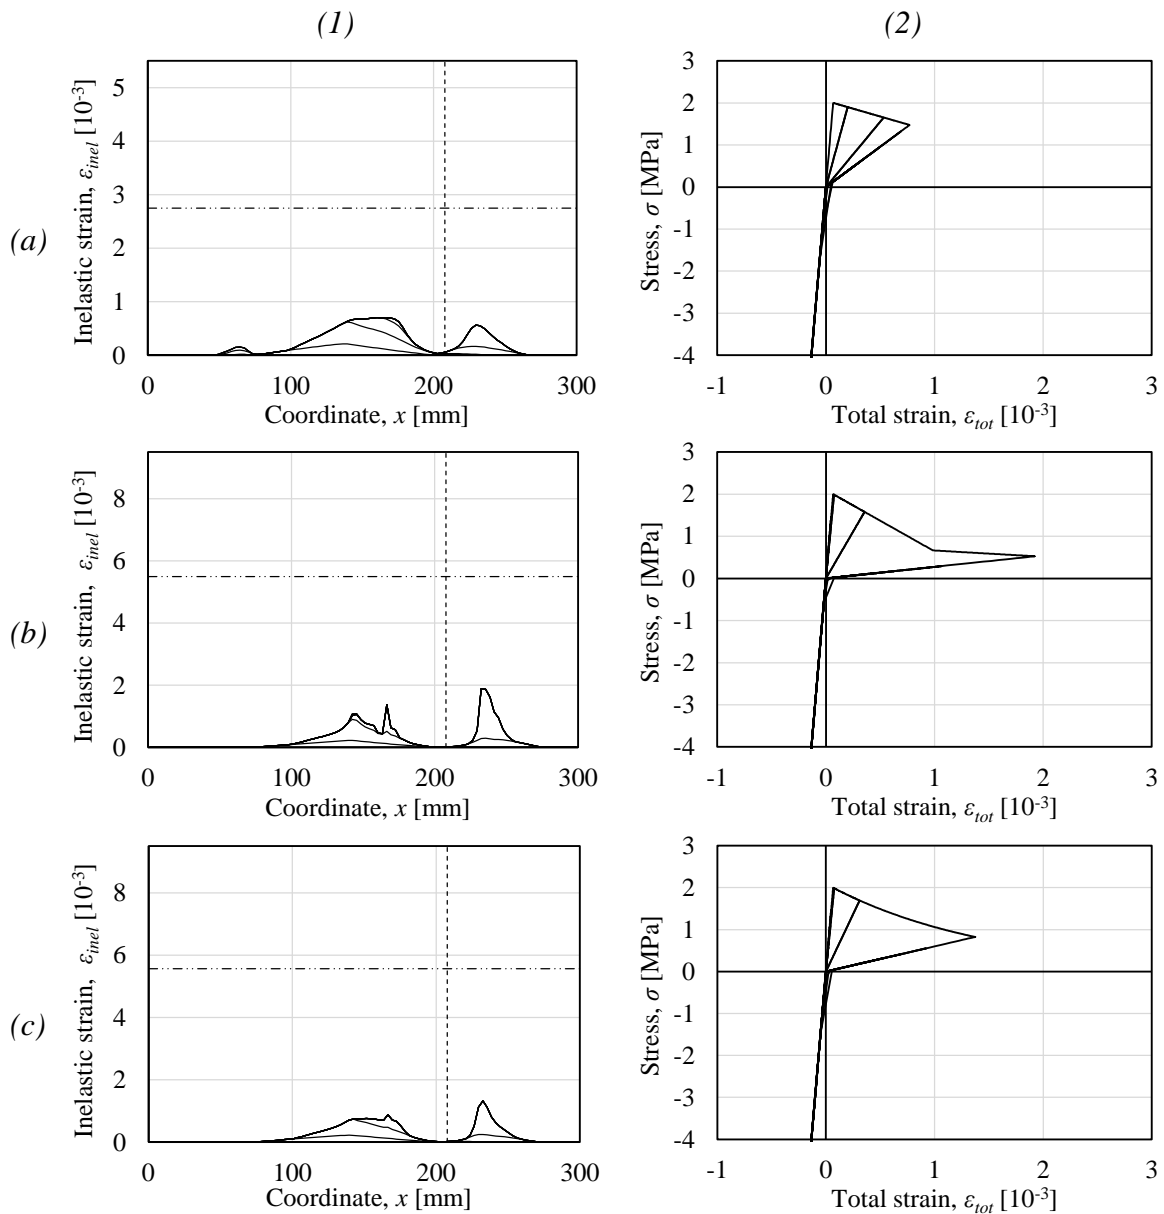 (1)
(2)
(a)
Inelastic strain, εinel [10-3]
5
4
3
2
1
0
0 100 200 300
Coordinate, x [mm]
Stress, σ [MPa]
3
2
1
0
-1
-2
-3
-4
-1 0 1 2 3
Total strain, εtot [10-3]
(b)
Inelastic strain, εinel [10-3]
8
6
4
2
0
0 100 200 300
Coordinate, x [mm]
Stress, σ [MPa]
3
2
1
0
-1
-2
-3
-4
-1 0 1 2 3
Total strain, εtot [10-3]
(c)
Inelastic strain, εinel [10-3]
8
6
4
2
0
0 100 200 300
Coordinate, x [mm]
Stress, σ [MPa]
3
2
1
0
-1
-2
-3
-4
-1 0 1 2 3
Total strain, εtot [10-3]